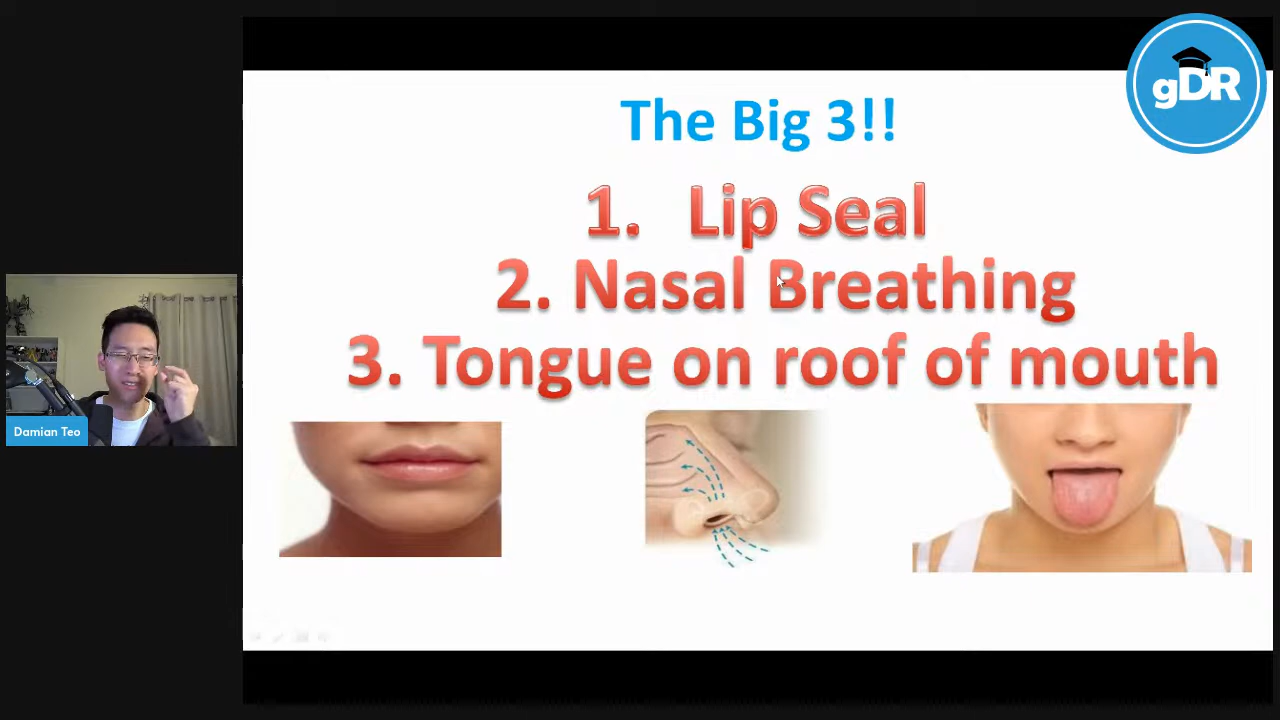 gDR
The Big 3!!
1. Lip Seal
2. Nasal Breathing
3. Tongue on roof of mouth
Damian Teo